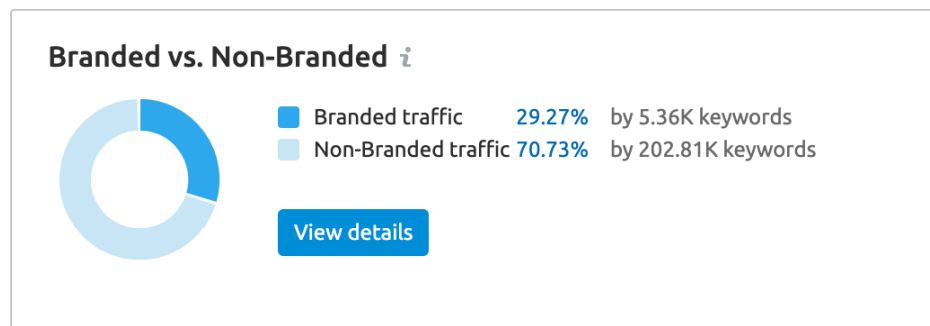 Branded vs. Non-Branded i
Branded traffic 29.27% by 5.36K keywords
Non-Branded traffic 70.73% by 202.81K keywords
View details